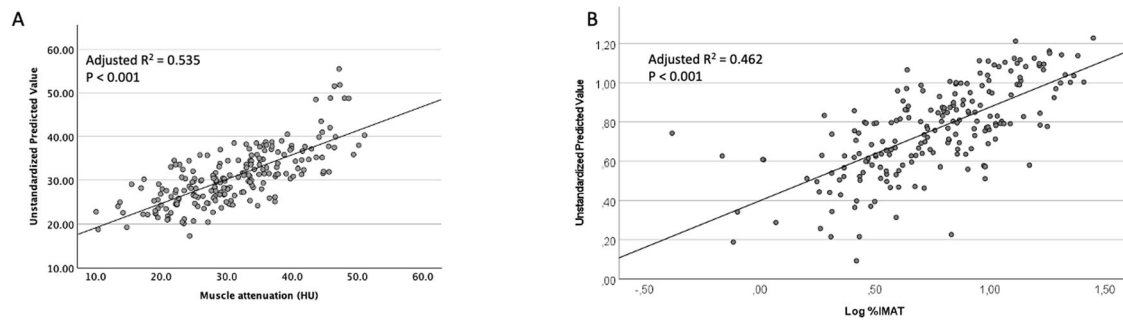 A
Adjusted R² = 0.535
P < 0.001
Unstandardized Predicted Value
60.00
50.00
40.00
30.00
20.00
10.00
10.0 20.0 30.0 40.0 50.0 60.0
Muscle attenuation (HU)
B
Adjusted R² = 0.462
P < 0.001
Unstandardized Predicted Value
1,20
1,00
,80
,60
,40
,20
,00
-,50 ,00 ,50 1,00 1,50
Log %IMAT